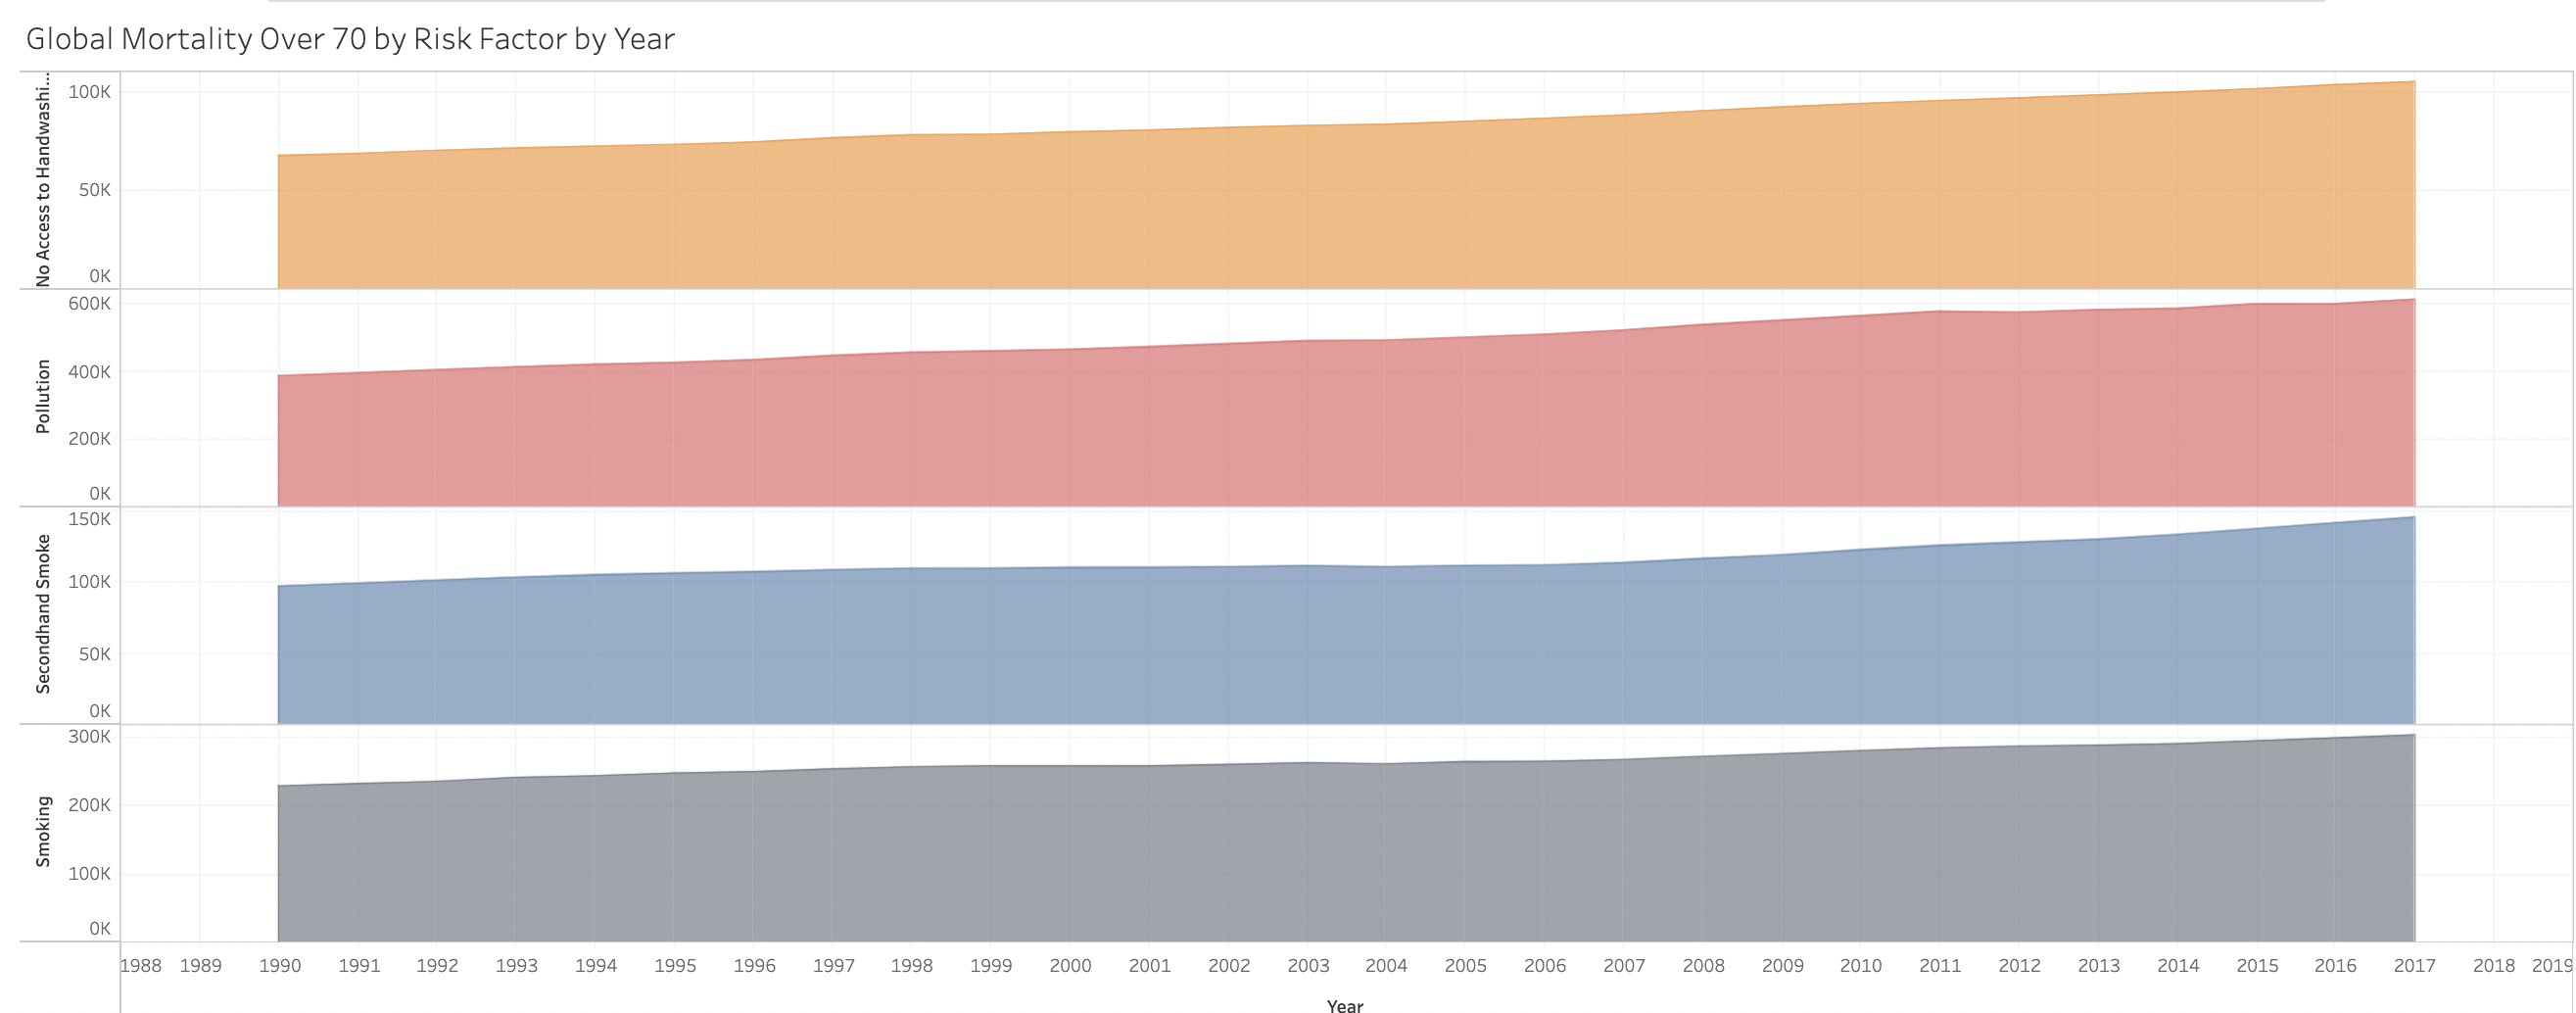 Global Mortality Over 70 by Risk Factor by Year
No Access to Handwashi...
100K
50K
0K
Pollution
600K
400K
200K
0K
Secondhand Smoke
150K
100K
50K
0K
Smoking
300K
200K
100K
0K
1988 1989 1990 1991 1992 1993 1994 1995 1996 1997 1998 1999 2000 2001 2002 2003 2004 2005 2006 2007 2008 2009 2010 2011 2012 2013 2014 2015 2016 2017 2018 2019
Year